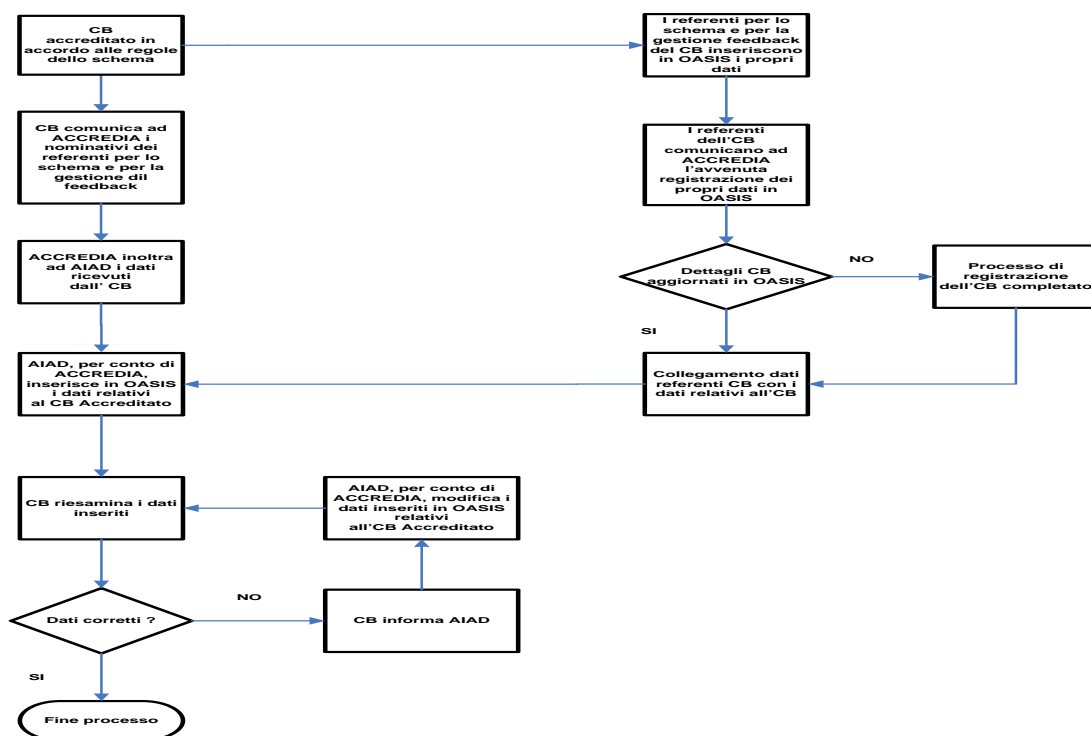 CB
accreditato in
accordo alle regole
dello schema
I referenti per lo
schema e per la
gestione feedback
del CB inseriscono
in OASIS i propri
dati
CB comunica ad
ACCREDIA i
nominativi dei
referenti per lo
schema e per la
gestione dil
feedback
I referenti
dell'CB
comunicano ad
ACCREDIA
l'avvenuta
registrazione dei
propri dati in
OASIS
ACCREDIA inoltra
ad AIAD i dati
ricevuti
dall' CB
Dettagli CB
aggiornati in OASIS
NO
Processo di
registrazione
dell'CB completato
SI
AIAD, per conto di
ACCREDIA,
inserisce in OASIS
i dati relativi
al CB Accreditato
Collegamento dati
referenti CB con i
dati relativi all'CB
CB riesamina i dati
inseriti
AIAD, per conto di
ACCREDIA, modifica i
dati inseriti in OASIS
relativi
all'CB Accreditato
Dati corretti ?
NO
CB informa AIAD
SI
Fine processo